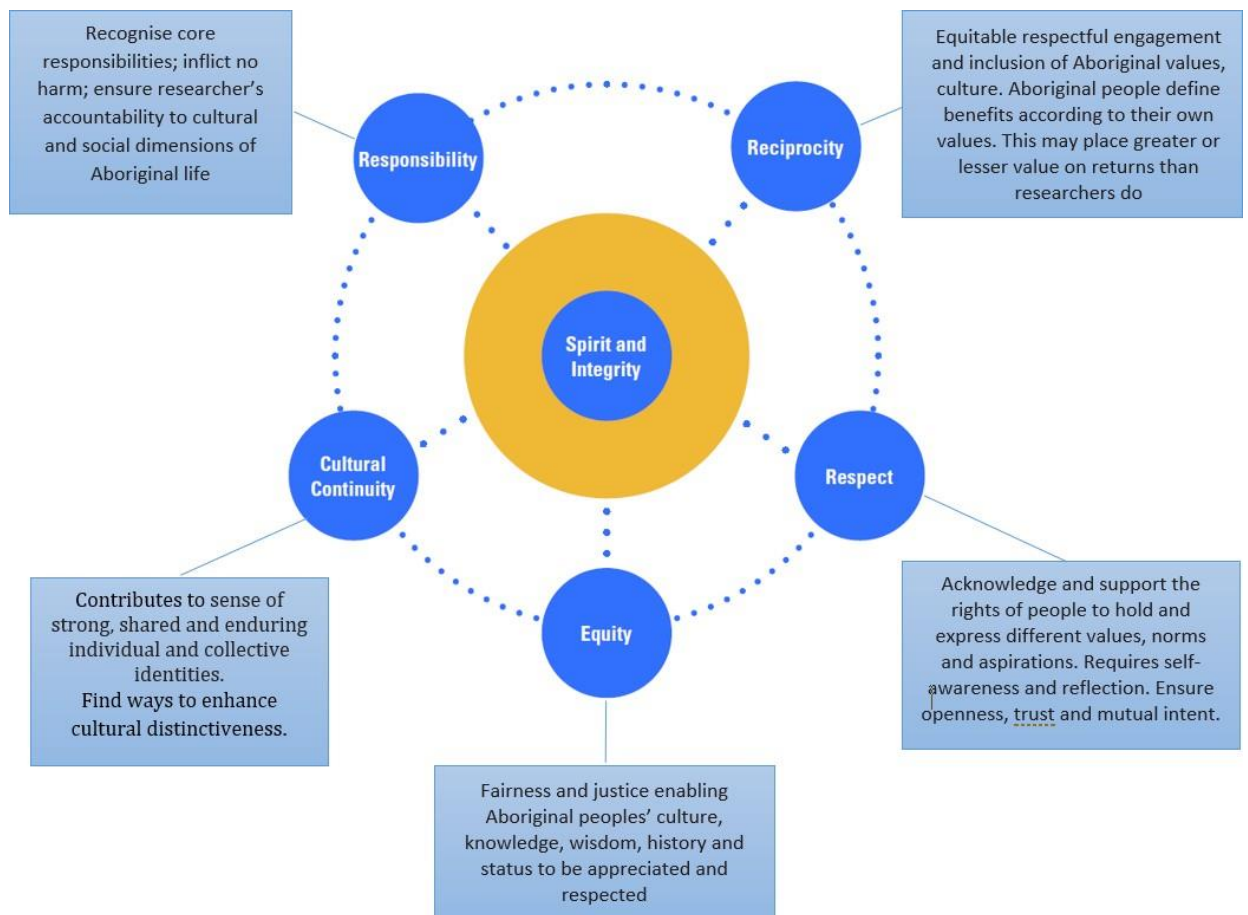 Recognise core
responsibilities; inflict no
harm; ensure researcher's
accountability to cultural
and social dimensions of
Aboriginal life
Equitable respectful engagement
and inclusion of Aboriginal values,
culture. Aboriginal people define
benefits according to their own
values. This may place greater or
lesser value on returns than
researchers do
Responsibility
Reciprocity
Spirit and
Integrity
Cultural
Continuity
Respect
Equity
Contributes to sense of
strong, shared and enduring
individual and collective
identities.
Find ways to enhance
cultural distinctiveness.
Acknowledge and support the
rights of people to hold and
express different values, norms
and aspirations. Requires self-
awareness and reflection. Ensure
openness, trust and mutual intent.
Fairness and justice enabling
Aboriginal peoples' culture,
knowledge, wisdom, history and
status to be appreciated and
respected